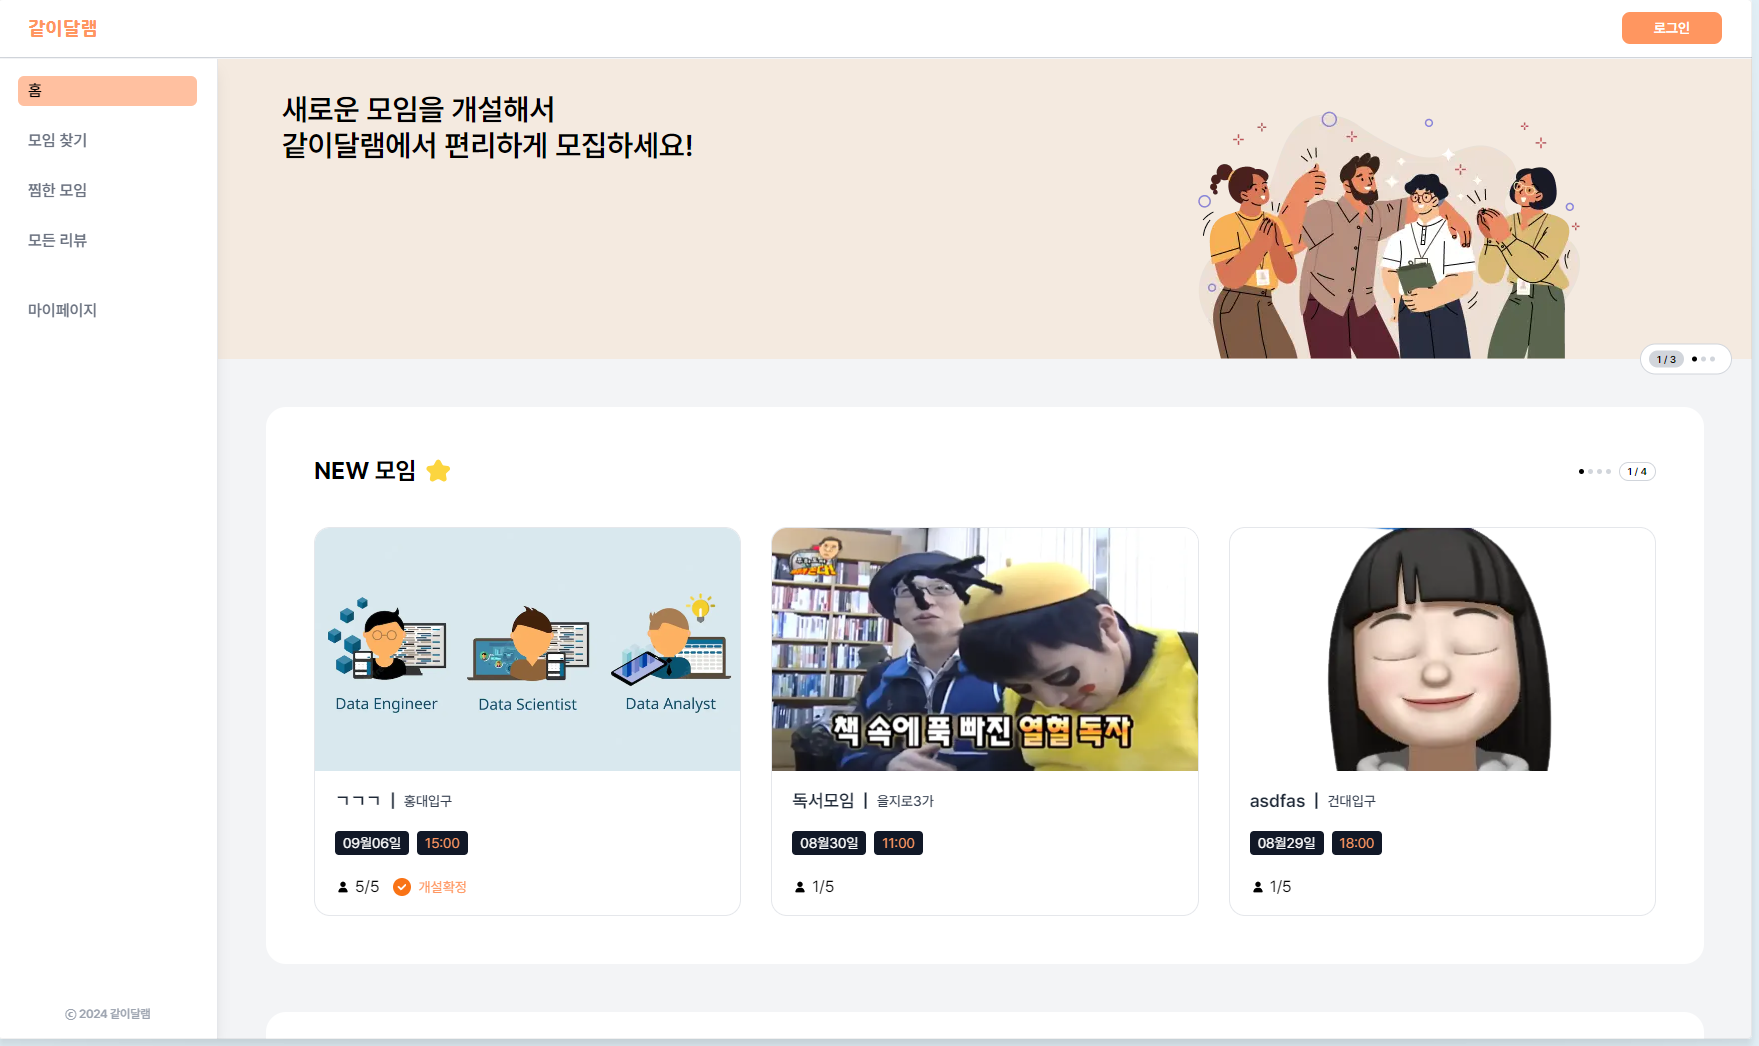 같이달램
로그인
홈
모임 찾기
찜한 모임
모든 리뷰
마이페이지
새로운 모임을 개설해서
같이달램에서 편리하게 모집하세요!
1 / 3
NEW 모임
1 / 4
Data Engineer
Data Scientist
Data Analyst
책 속에 푹 빠진 열혈 독자
ㄱㄱㄱ | 홍대입구
09월06일 15:00
5/5 개설확정
독서모임 | 을지로3가
08월30일 11:00
1/5
asdfas | 건대입구
08월29일 18:00
1/5
© 2024 같이달램